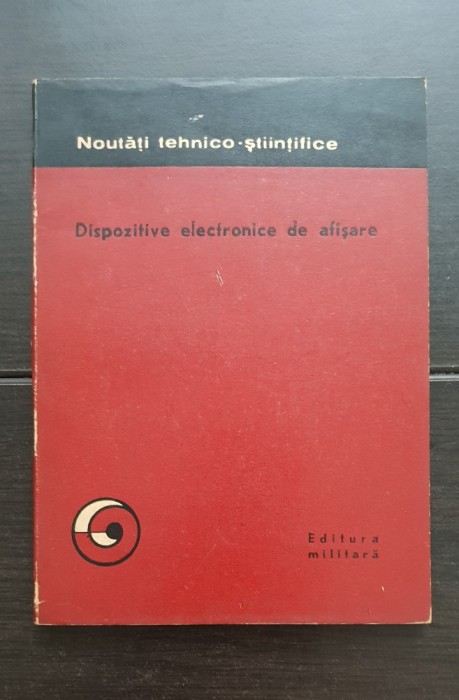 Noutăți tehnico-științifice
Dispozitive electronice de afișare
Editura
militară